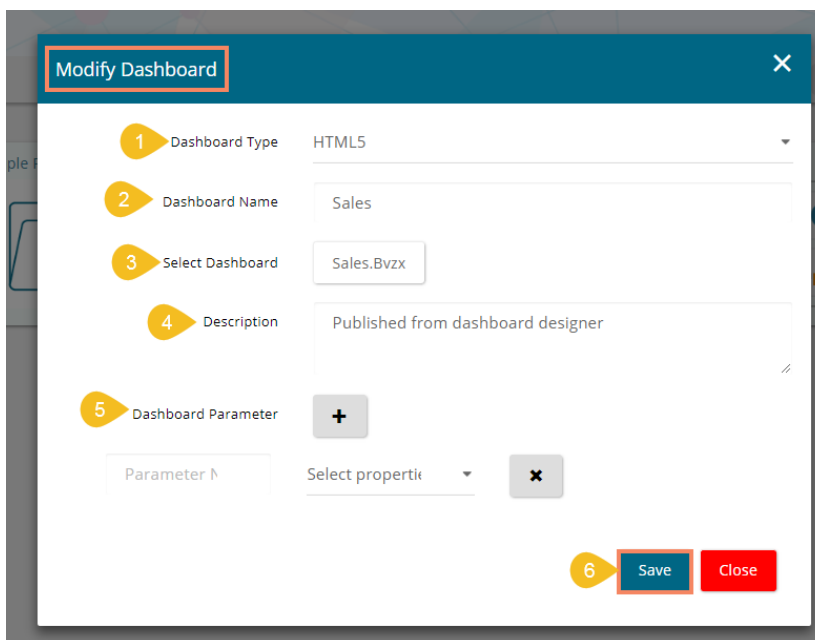 Modify Dashboard
1 Dashboard Type HTML5
ple
2 Dashboard Name Sales
3 Select Dashboard Sales.Bvzx
4 Description Published from dashboard designer
5 Dashboard Parameter +
Parameter Select
6 Save Close